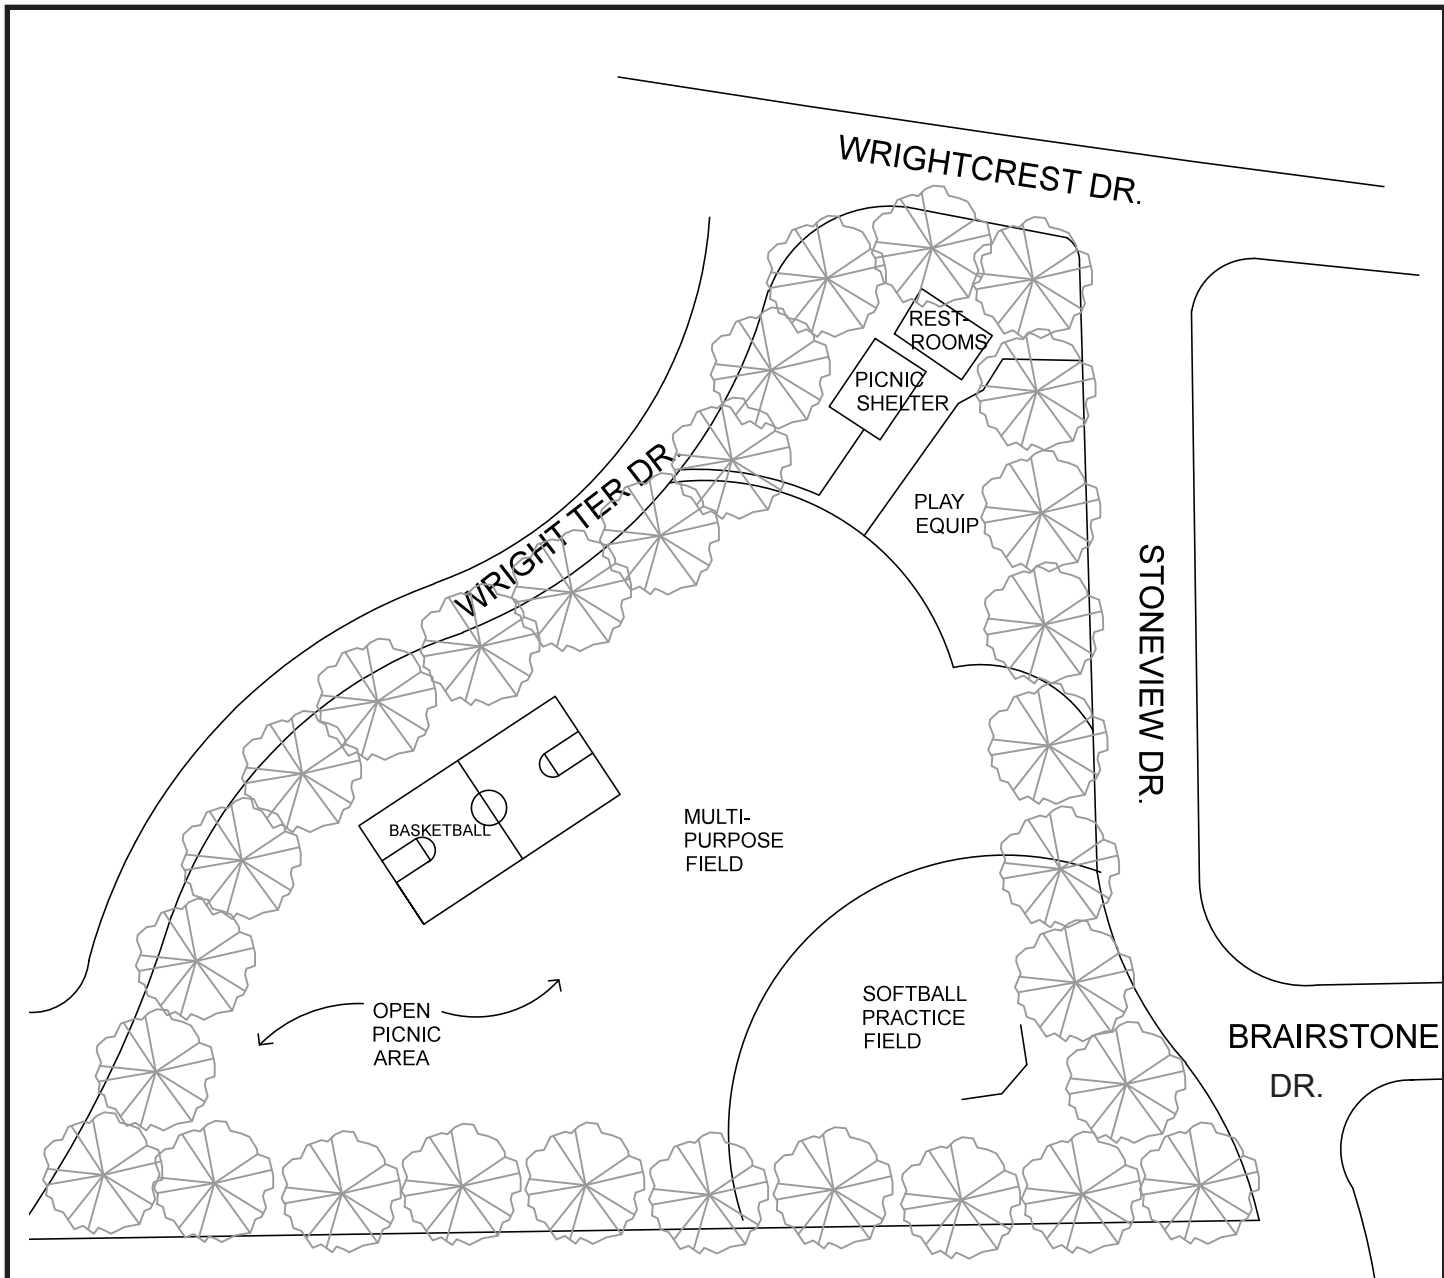 WRIGHTCREST DR.
REST-
ROOMS
PICNIC
SHELTER
WRIGHT TER DR.
PLAY
EQUIP
STONEVIEW DR.
BASKETBALL
MULTI-
PURPOSE
FIELD
OPEN
PICNIC
AREA
SOFTBALL
PRACTICE
FIELD
BRAIRSTONE
DR.